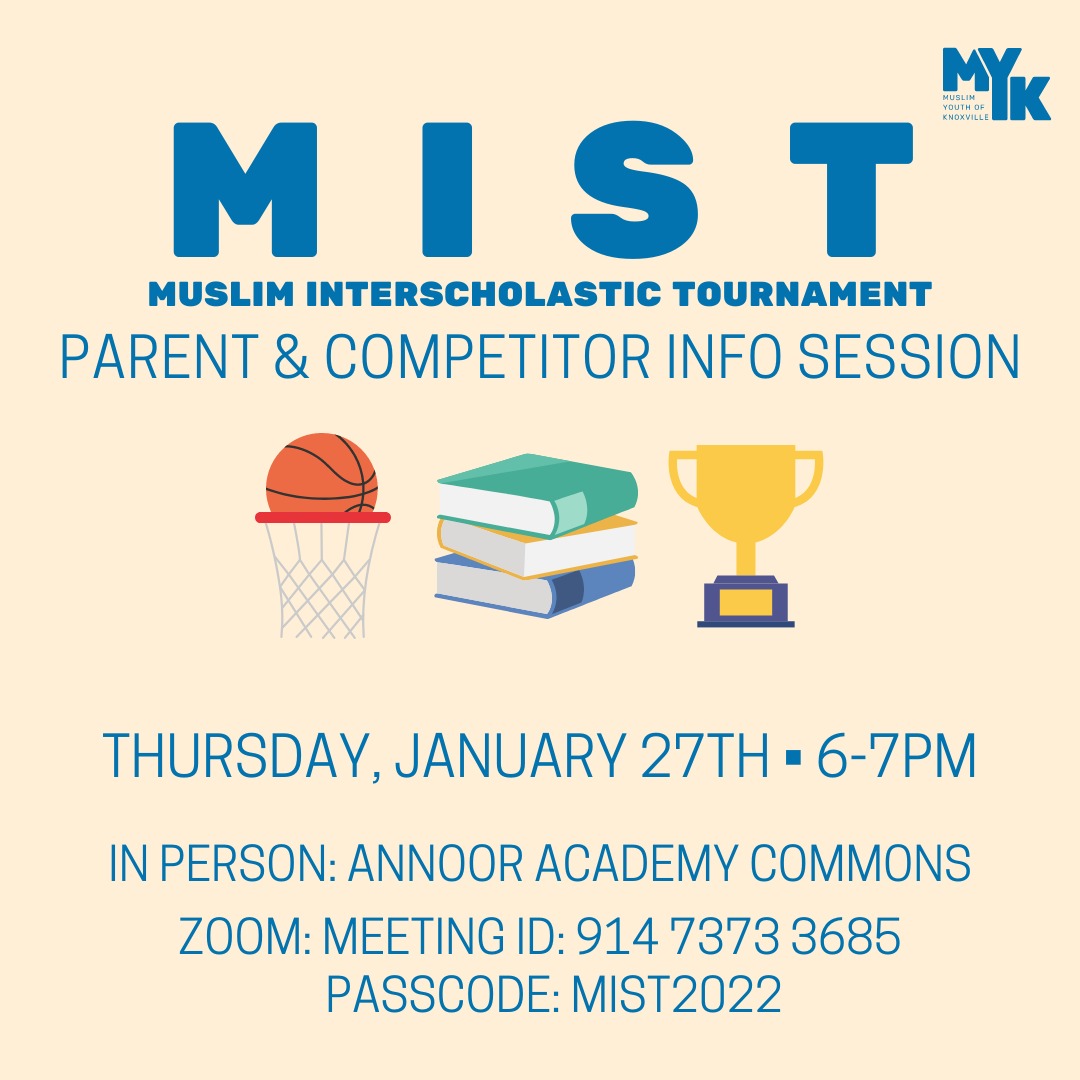 MYK
MUSLIM
YOUTH OF
KNOXVILLE
MIST
MUSLIM INTERSCHOLASTIC TOURNAMENT
PARENT & COMPETITOR INFO SESSION
THURSDAY, JANUARY 27TH ▪ 6-7PM
IN PERSON: ANNOOR ACADEMY COMMONS
ZOOM: MEETING ID: 914 7373 3685
PASSCODE: MIST2022